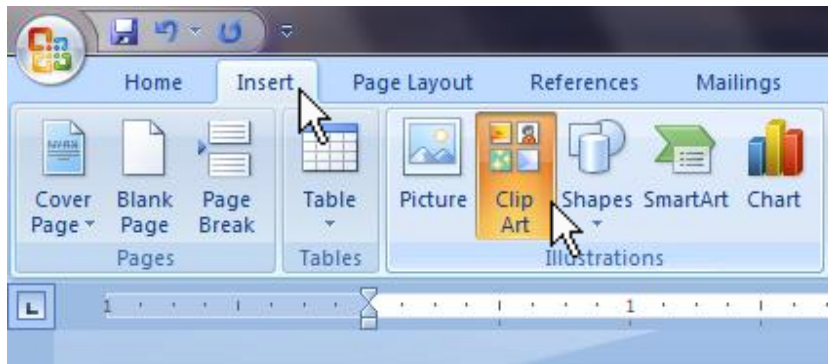 Home Insert Page Layout References Mailings
Cover Page Blank Page Page Break Table Picture Clip Art Shapes SmartArt Chart
Pages Tables Illustrations
L 1 1